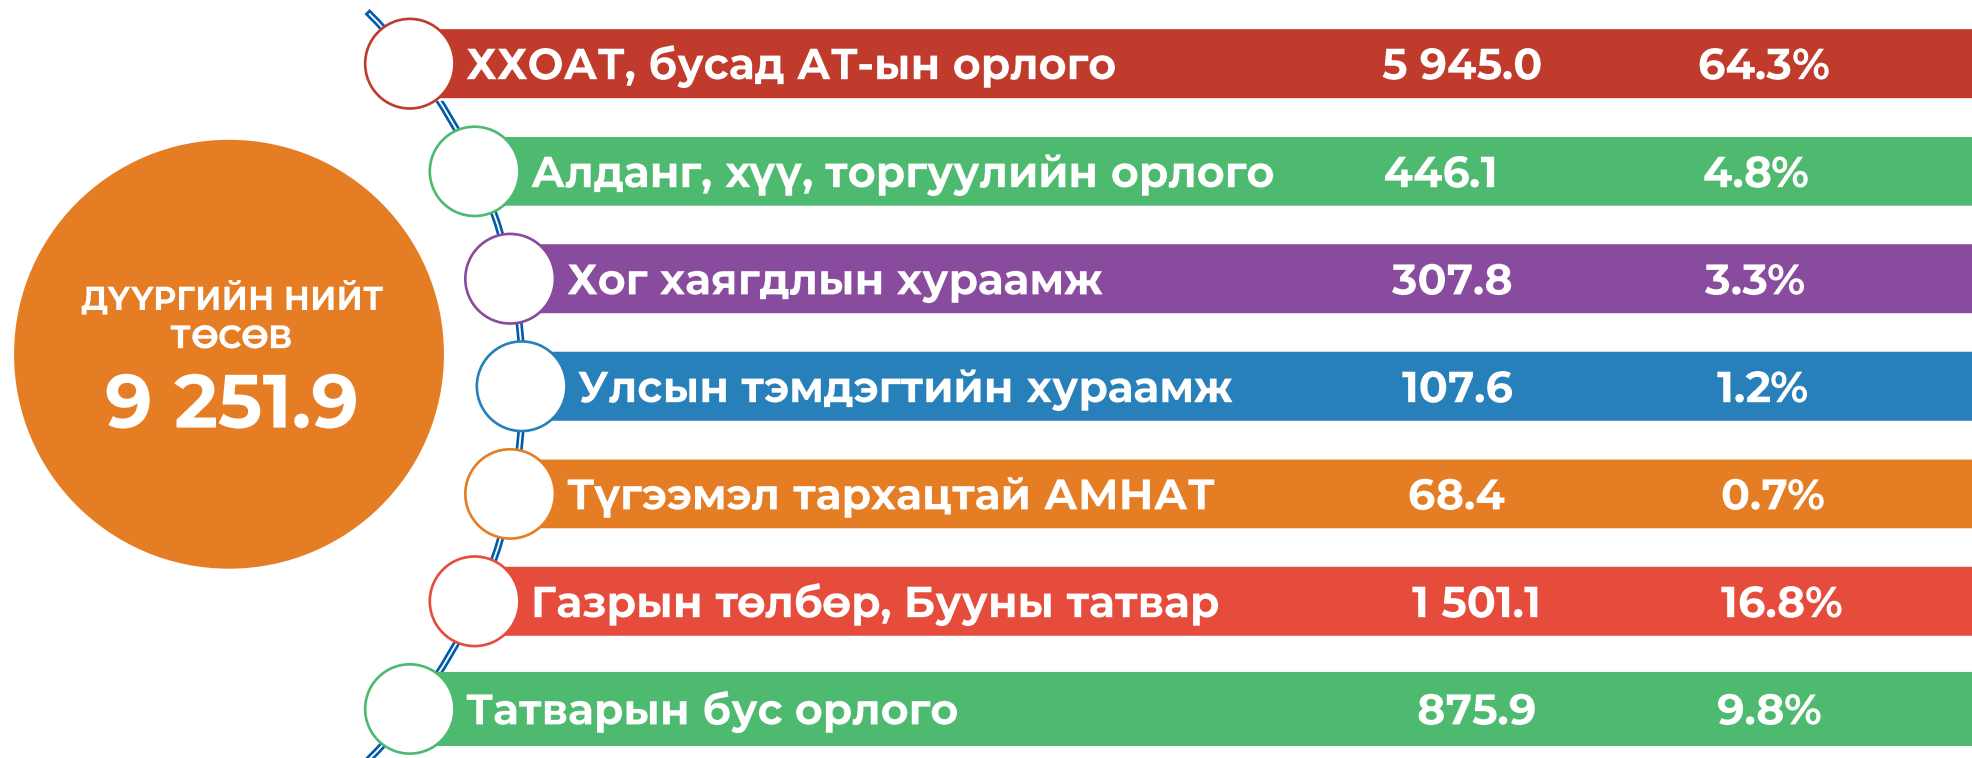 ДҮҮРГИЙН НИЙТ
ТӨСӨВ
9 251.9
ХХОАТ, бусад АТ-ын орлого 5 945.0 64.3%
Алданг, хүү, торгуулийн орлого 446.1 4.8%
Хог хаягдлын хураамж 307.8 3.3%
Улсын тэмдэгтийн хураамж 107.6 1.2%
Түгээмэл тархацтай АМНАТ 68.4 0.7%
Газрын төлбөр, Бууны татвар 1 501.1 16.8%
Татварын бус орлого 875.9 9.8%